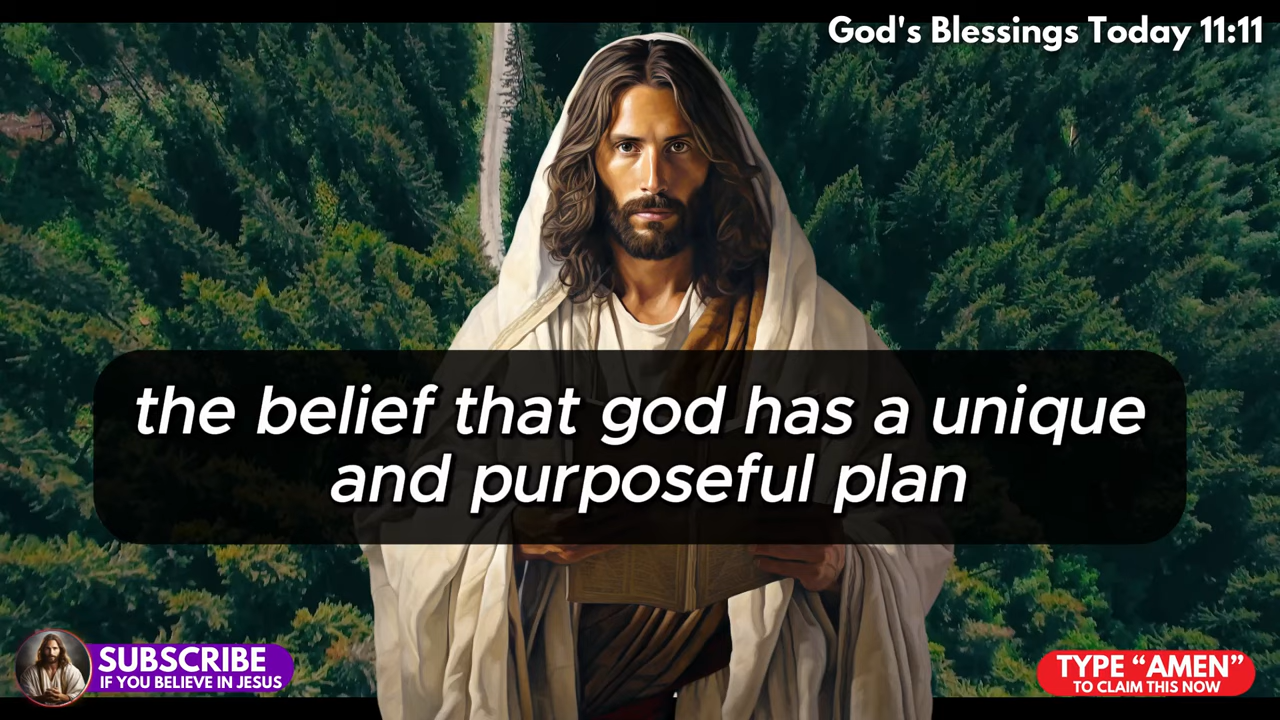 God's Blessings Today 11:11
the belief that god has a unique
and purposeful plan
SUBSCRIBE
IF YOU BELIEVE IN JESUS
TYPE “AMEN”
TO CLAIM THIS NOW